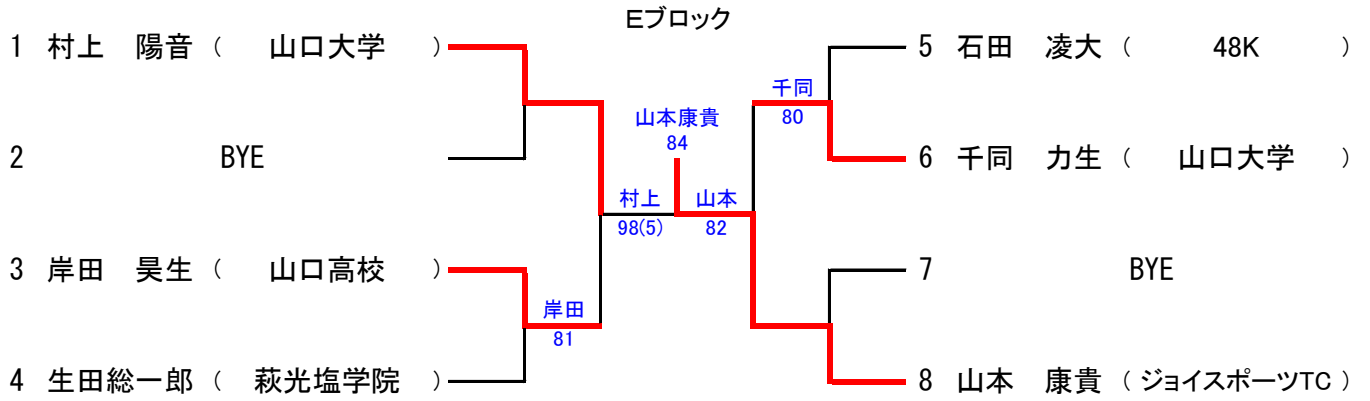 Eブロック
1 村上 陽音 ( 山口大学 )
2 BYE
3 岸田 昊生 ( 山口高校 )
4 生田総一郎 ( 萩光塩学院 )
岸田
81
村上
98(5)
山本康貴
84
山本
82
千同
80
5 石田 凌大 ( 48K )
6 千同 力生 ( 山口大学 )
7 BYE
8 山本 康貴 ( ジョイスポーツTC )